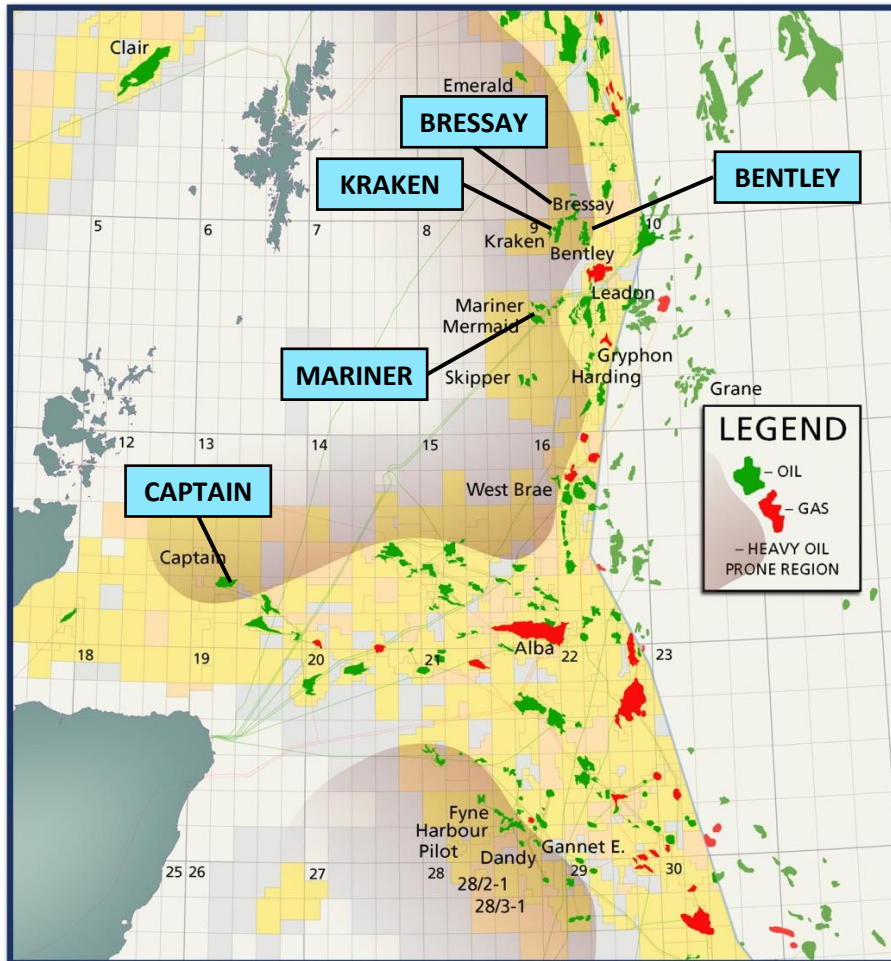 Clair
Emerald
BRESSAY
KRAKEN
BENTLEY
Bressay
5
6
7
8
9
10
Kraken
Bentley
Leadon
Mariner
Mermaid
MARINER
Gryphon
Skipper
Harding
Grane
LEGEND
– OIL
– GAS
– HEAVY OIL
PRONE REGION
12
13
14
15
16
West Brae
CAPTAIN
Captain
Alba
18
19
20
21
22
23
Fyne
Harbour
Pilot
Gannet E.
Dandy
25
26
27
28
29
30
28/2-1
28/3-1